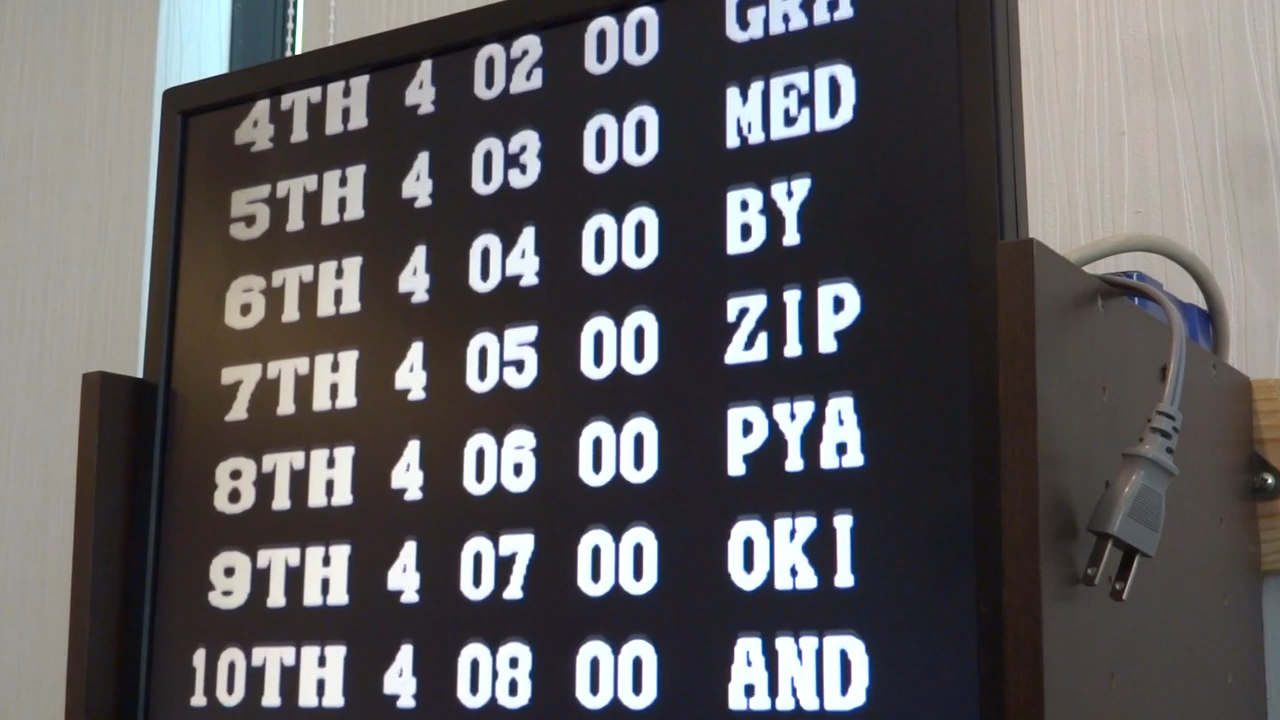 4TH 4 02 00 GRA
5TH 4 03 00 MED
6TH 4 04 00 BY
7TH 4 05 00 ZIP
8TH 4 06 00 PYA
9TH 4 07 00 OKI
10TH 4 08 00 AND